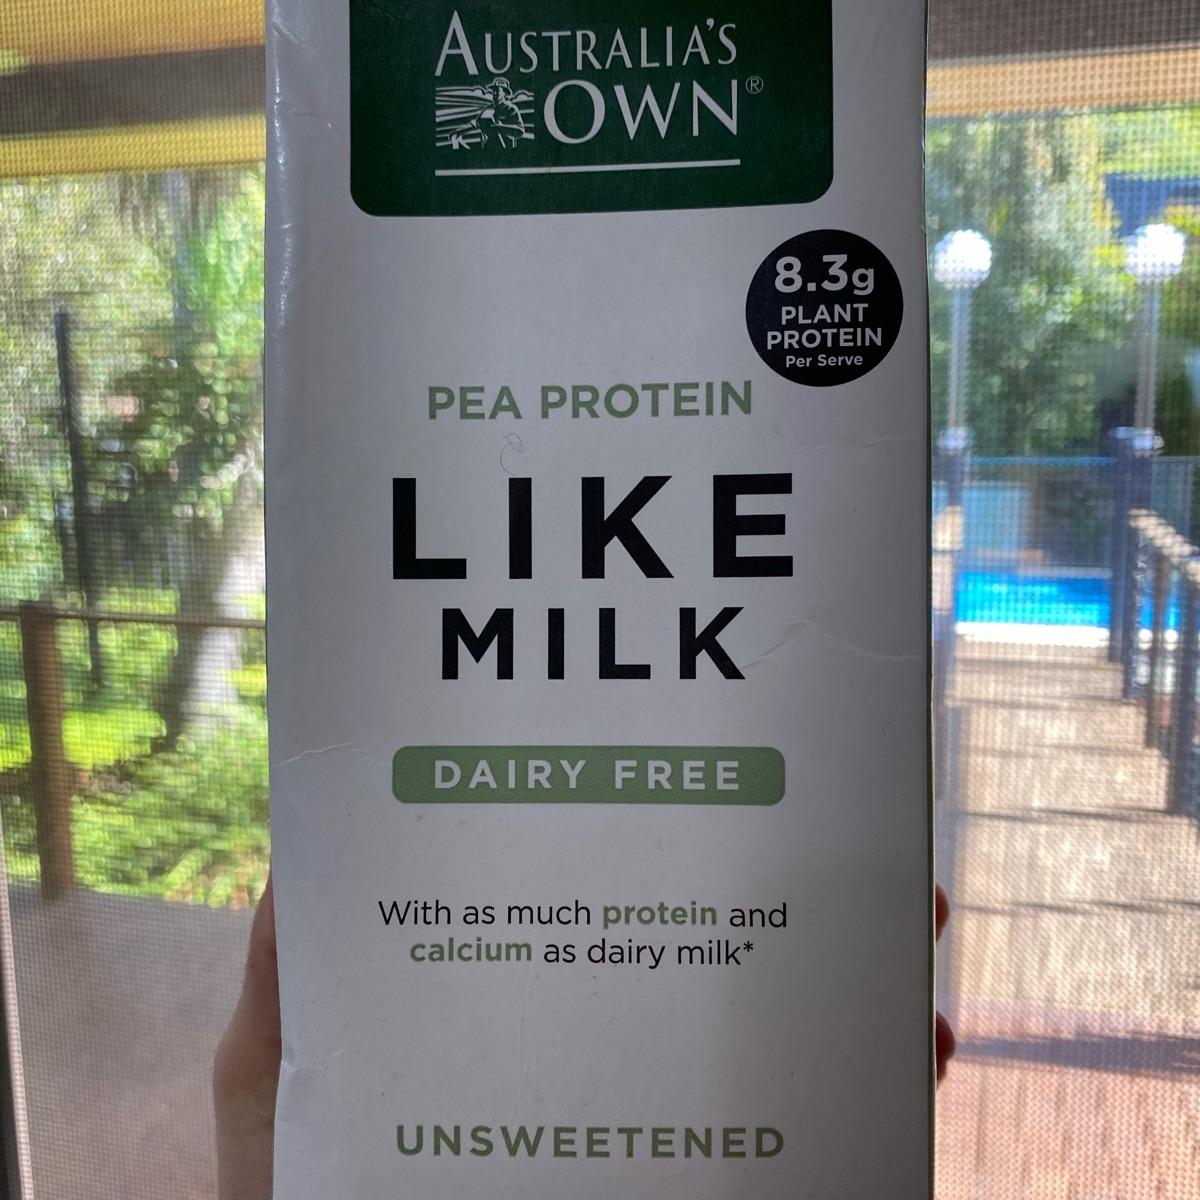 AUSTRALIA'S
OWN®
8.3g
PLANT
PROTEIN
Per Serve
PEA PROTEIN
LIKE
MILK
DAIRY FREE
With as much protein and
calcium as dairy milk*
UNSWEETENED